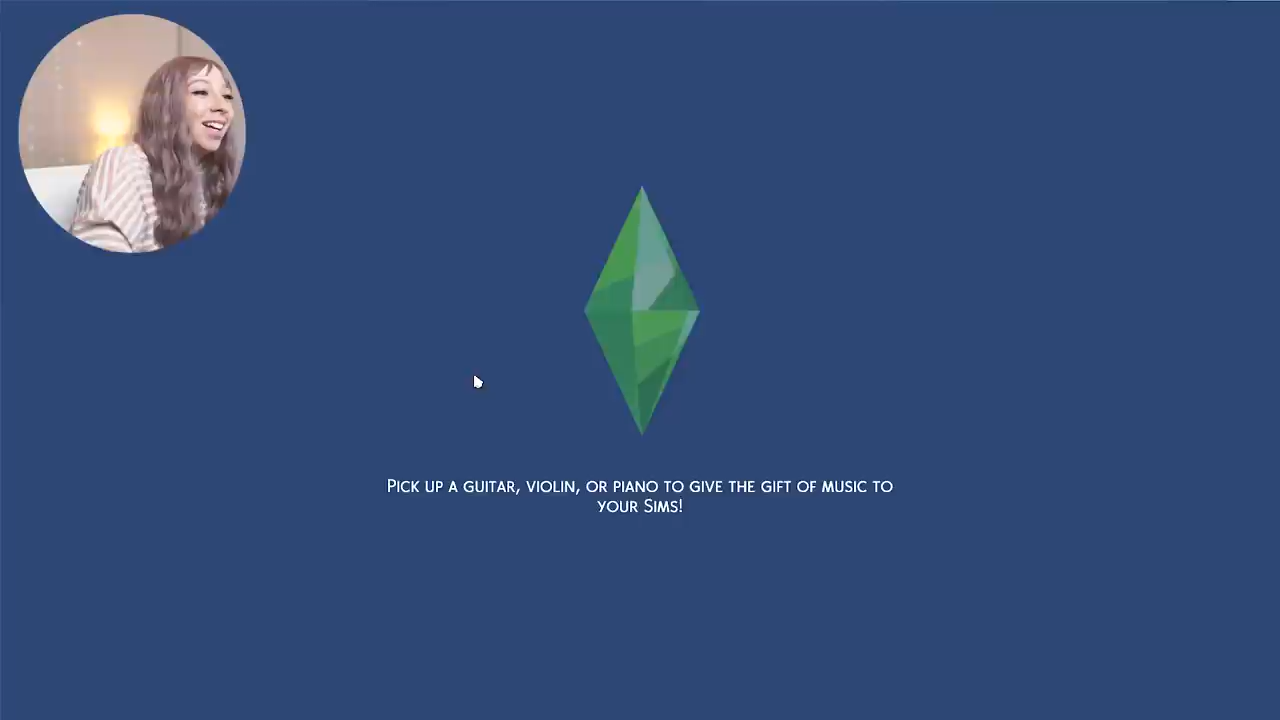 Pick up a guitar, violin, or piano to give the gift of music to
your Sims!